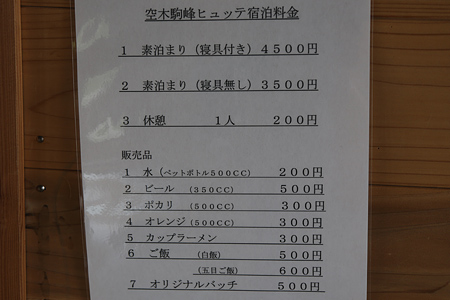 空木駒峰ヒュッテ宿泊料金
1 素泊まり(寝具付き) 4500円
2 素泊まり(寝具無し) 3500円
3 休憩 1人 200円
販売品
1 水(ペットボトル500CC) 200円
2 ビール (350CC) 500円
3 ポカリ (500CC) 300円
4 オレンジ(500CC) 300円
5 カップラーメン 300円
6 ご飯 (白飯) 500円
(五目ご飯) 600円
7 オリジナルバッチ 500円